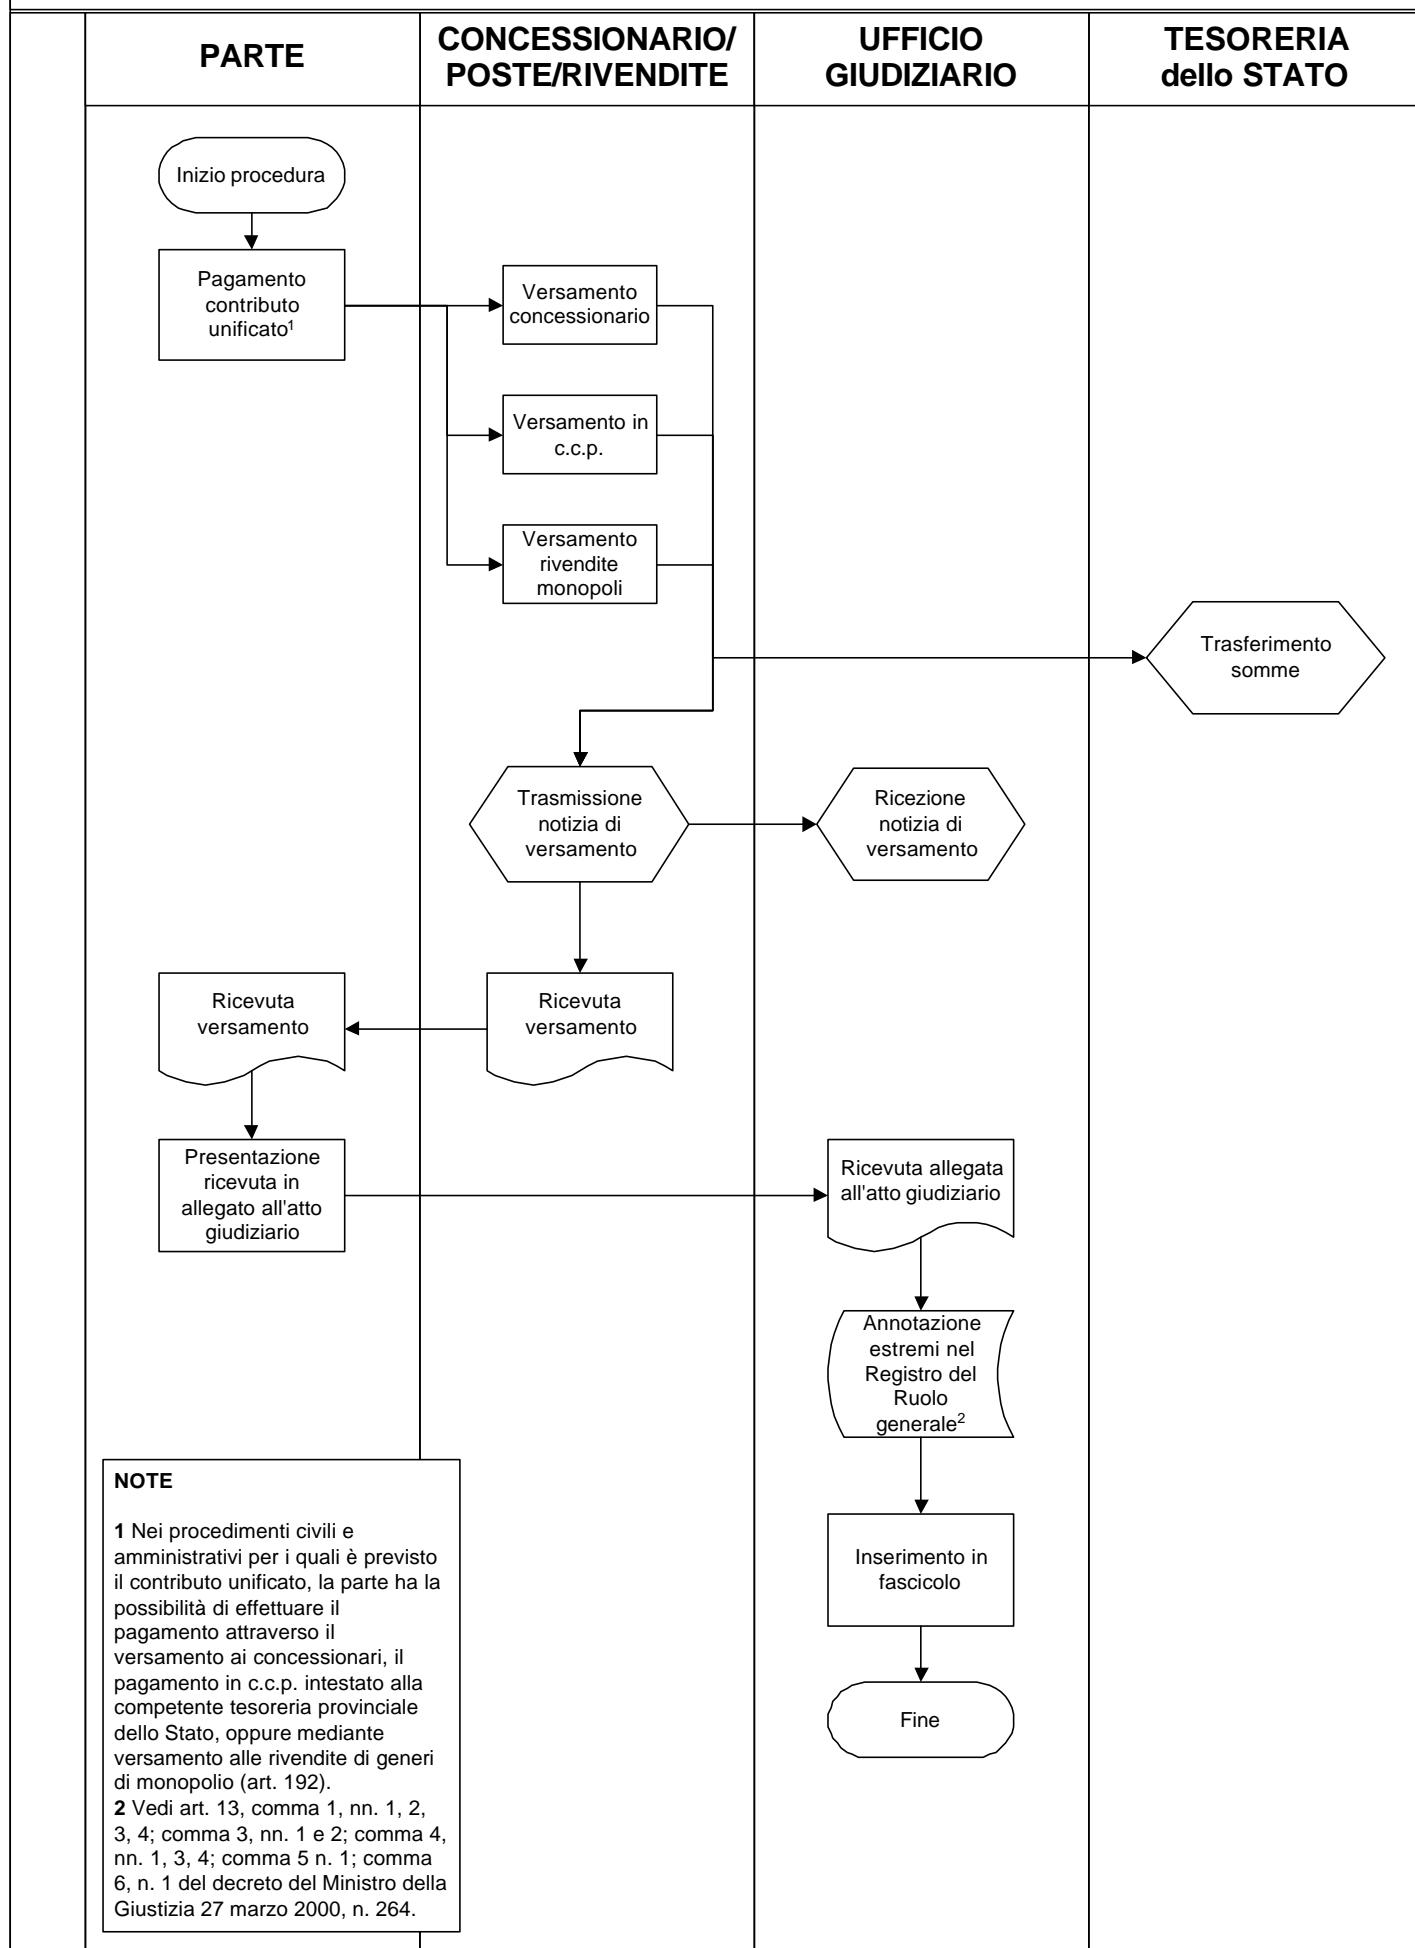 PARTE
CONCESSIONARIO/
POSTE/RIVENDITE
UFFICIO
GIUDIZIARIO
TESORERIA
dello STATO
Inizio procedura
Pagamento
contributo
unificato¹
Versamento
concessionario
Versamento in
c.c.p.
Versamento
rivendite
monopoli
Trasferimento
somme
Trasmissione
notizia di
versamento
Ricezione
notizia di
versamento
Ricevuta
versamento
Ricevuta
versamento
Presentazione
ricevuta in
allegato all'atto
giudiziario
Ricevuta allegata
all'atto giudiziario
Annotazione
estremi nel
Registro del
Ruolo
generale²
Inserimento in
fascicolo
Fine
NOTE
1 Nei procedimenti civili e
amministrativi per i quali è previsto
il contributo unificato, la parte ha la
possibilità di effettuare il
pagamento attraverso il
versamento ai concessionari, il
pagamento in c.c.p. intestato alla
competente tesoreria provinciale
dello Stato, oppure mediante
versamento alle rivendite di generi
di monopolio (art. 192).
2 Vedi art. 13, comma 1, nn. 1, 2,
3, 4; comma 3, nn. 1 e 2; comma 4,
nn. 1, 3, 4; comma 5 n. 1; comma
6, n. 1 del decreto del Ministro della
Giustizia 27 marzo 2000, n. 264.